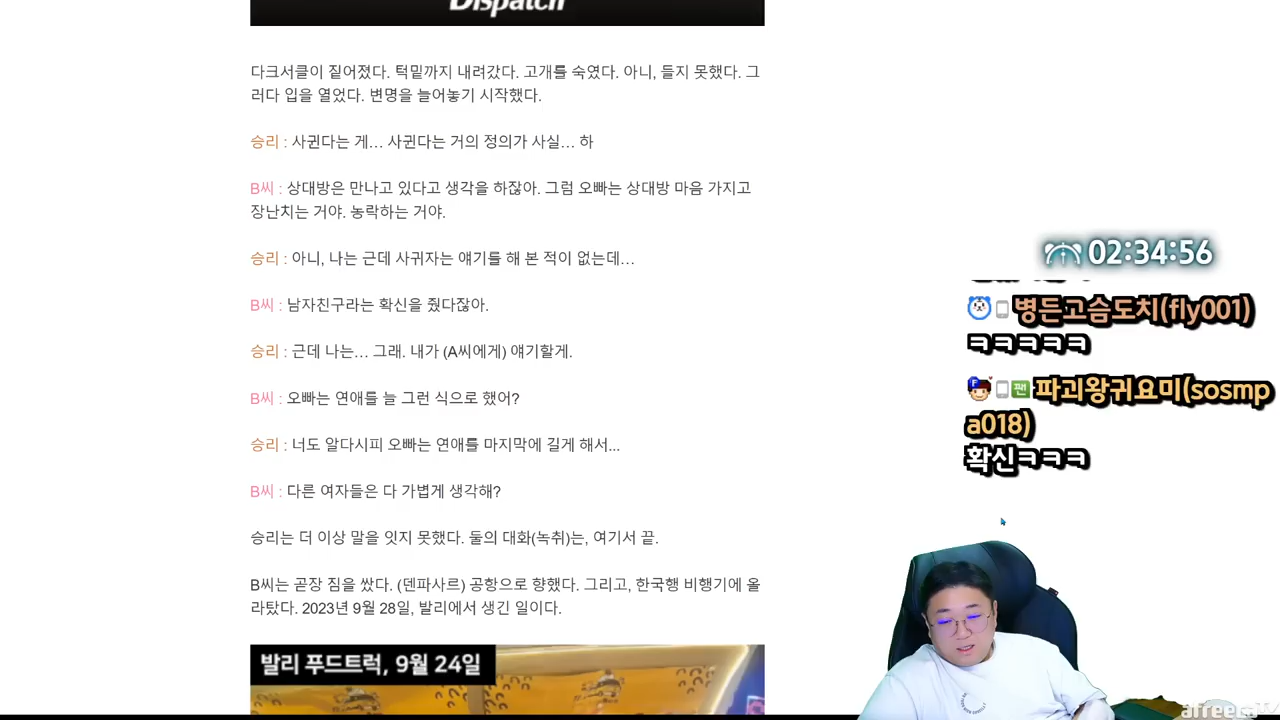 Dispatch
다크서클이 짙어졌다. 턱밑까지 내려갔다. 고개를 숙였다. 아니, 들지 못했다. 그
러다 입을 열었다. 변명을 늘어놓기 시작했다.
승리 : 사귄다는 게… 사귄다는 거의 정의가 사실… 하
B씨 : 상대방은 만나고 있다고 생각을 하잖아. 그럼 오빠는 상대방 마음 가지고
장난치는 거야. 농락하는 거야.
승리 : 아니, 나는 근데 사귀자는 얘기를 해 본 적이 없는데…
B씨 : 남자친구라는 확신을 줬다잖아.
승리 : 근데 나는… 그래. 내가 (A씨에게) 얘기할게.
B씨 : 오빠는 연애를 늘 그런 식으로 했어?
승리 : 너도 알다시피 오빠는 연애를 마지막에 길게 해서...
B씨 : 다른 여자들은 다 가볍게 생각해?
승리는 더 이상 말을 잇지 못했다. 둘의 대화(녹취)는, 여기서 끝.
B씨는 곧장 짐을 쌌다. (덴파사르) 공항으로 향했다. 그리고, 한국행 비행기에 올
라탔다. 2023년 9월 28일, 발리에서 생긴 일이다.
발리 푸드트럭, 9월 24일
02:34:56
병든고슴도치(fly001)
ㅋㅋㅋㅋㅋ
팬 파괴왕귀요미(sosmp
a018)
확신ㅋㅋㅋ
afreecaTV